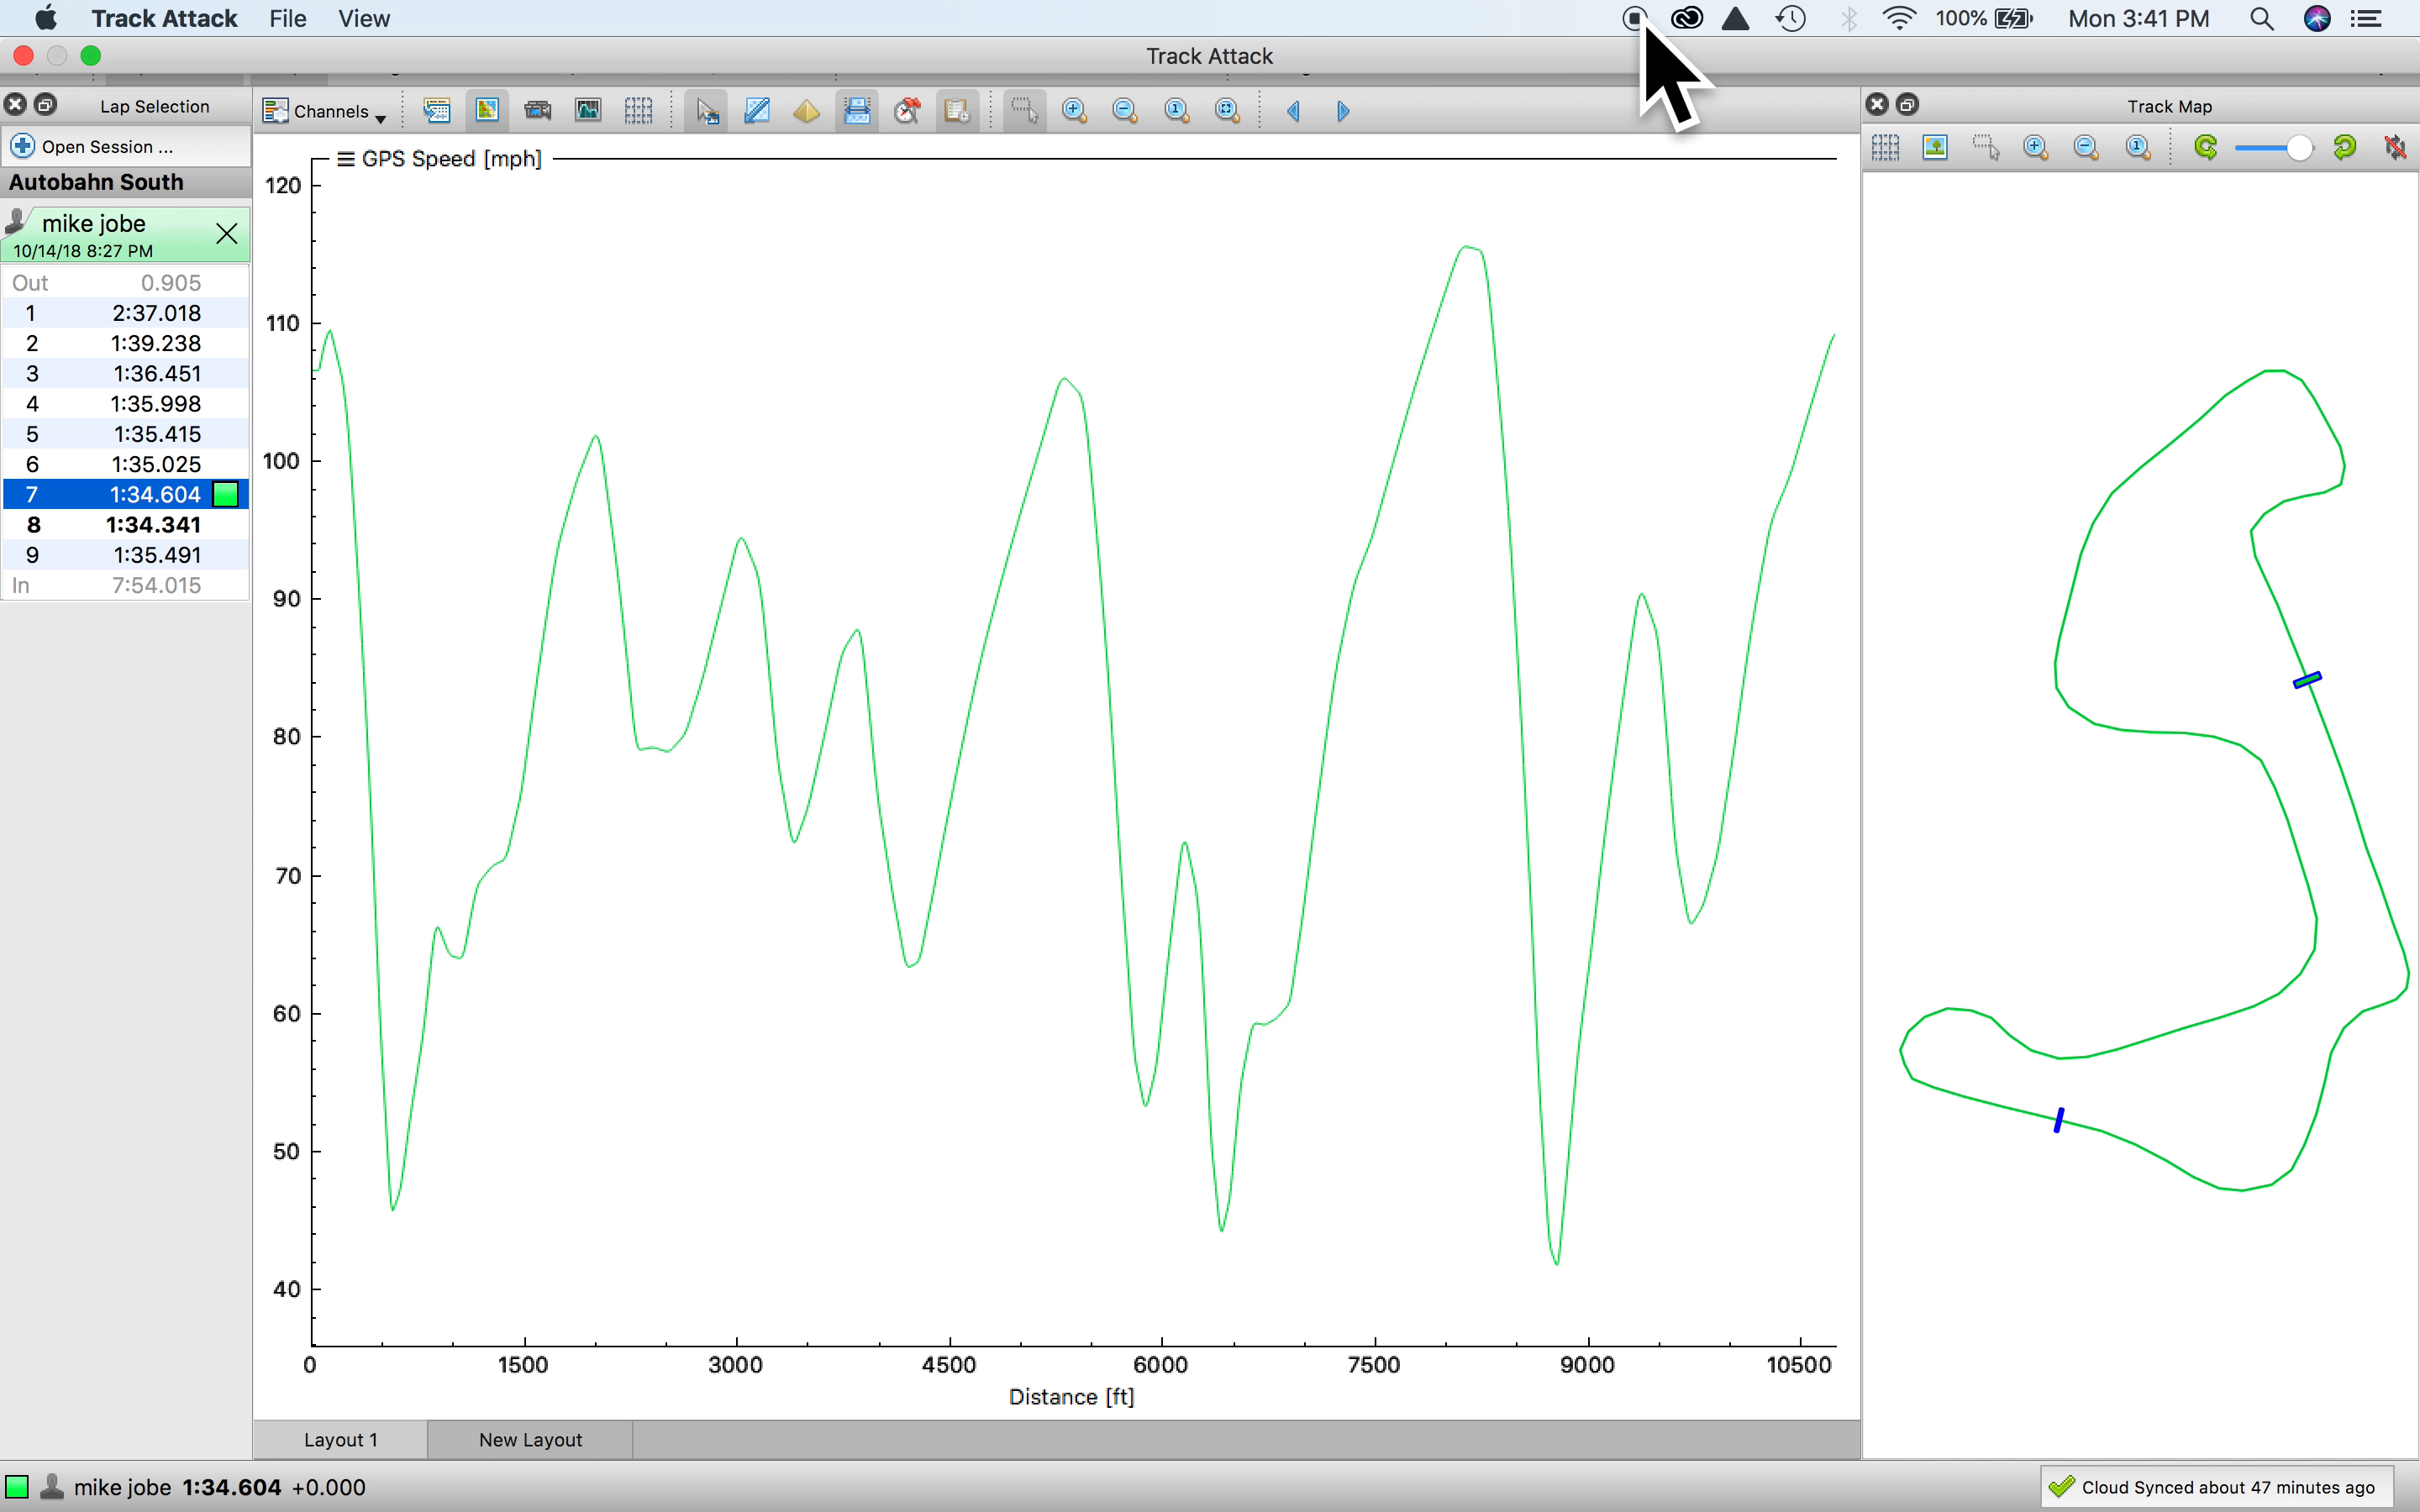 Track Attack File View 100% Mon 3:41 PM
Track Attack
Lap Selection
Channels
Track Map
Open Session ...
Autobahn South
mike jobe
10/14/18 8:27 PM
Out 0.905
1 2:37.018
2 1:39.238
3 1:36.451
4 1:35.998
5 1:35.415
6 1:35.025
7 1:34.604
8 1:34.341
9 1:35.491
In 7:54.015
GPS Speed [mph]
120
110
100
90
80
70
60
50
40
0 1500 3000 4500 6000 7500 9000 10500
Distance [ft]
Layout 1 New Layout
mike jobe 1:34.604 +0.000
Cloud Synced about 47 minutes ago